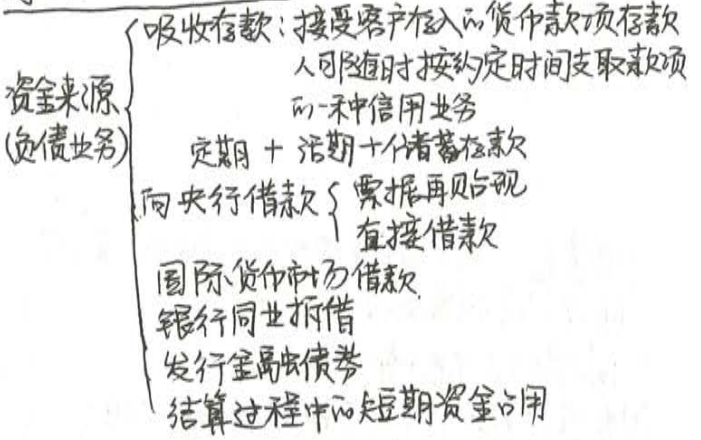 吸收存款：接受客户存入的货币款项存款
人可随时按约定时间支取款项
的一种信用业务
资金来源
(负债业务)
定期 + 活期 + 储蓄存款
向央行借款 { 票据再贴现
直接借款
国际货币市场借款
银行同业拆借
发行金融债券
结算过程中的短期资金占用